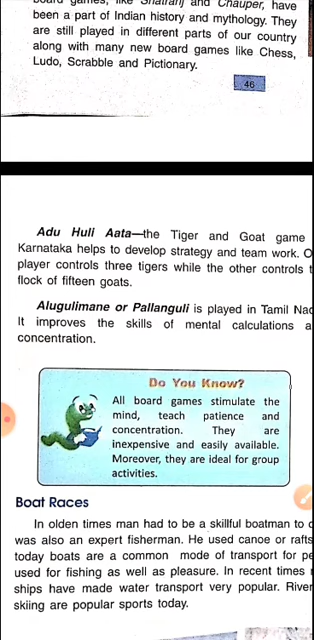 board games, like Shatranj and Chauper, have
been a part of Indian history and mythology. They
are still played in different parts of our country
along with many new board games like Chess,
Ludo, Scrabble and Pictionary.
46
Adu Huli Aata—the Tiger and Goat game
Karnataka helps to develop strategy and team work. O
player controls three tigers while the other controls t
flock of fifteen goats.
Alugulimane or Pallanguli is played in Tamil Nad
It improves the skills of mental calculations a
concentration.
Do You Know?
All board games stimulate the
mind, teach patience and
concentration. They are
inexpensive and easily available.
Moreover, they are ideal for group
activities.
Boat Races
In olden times man had to be a skillful boatman to c
was also an expert fisherman. He used canoe or rafts
today boats are a common mode of transport for pe
used for fishing as well as pleasure. In recent times
ships have made water transport very popular. River
skiing are popular sports today.